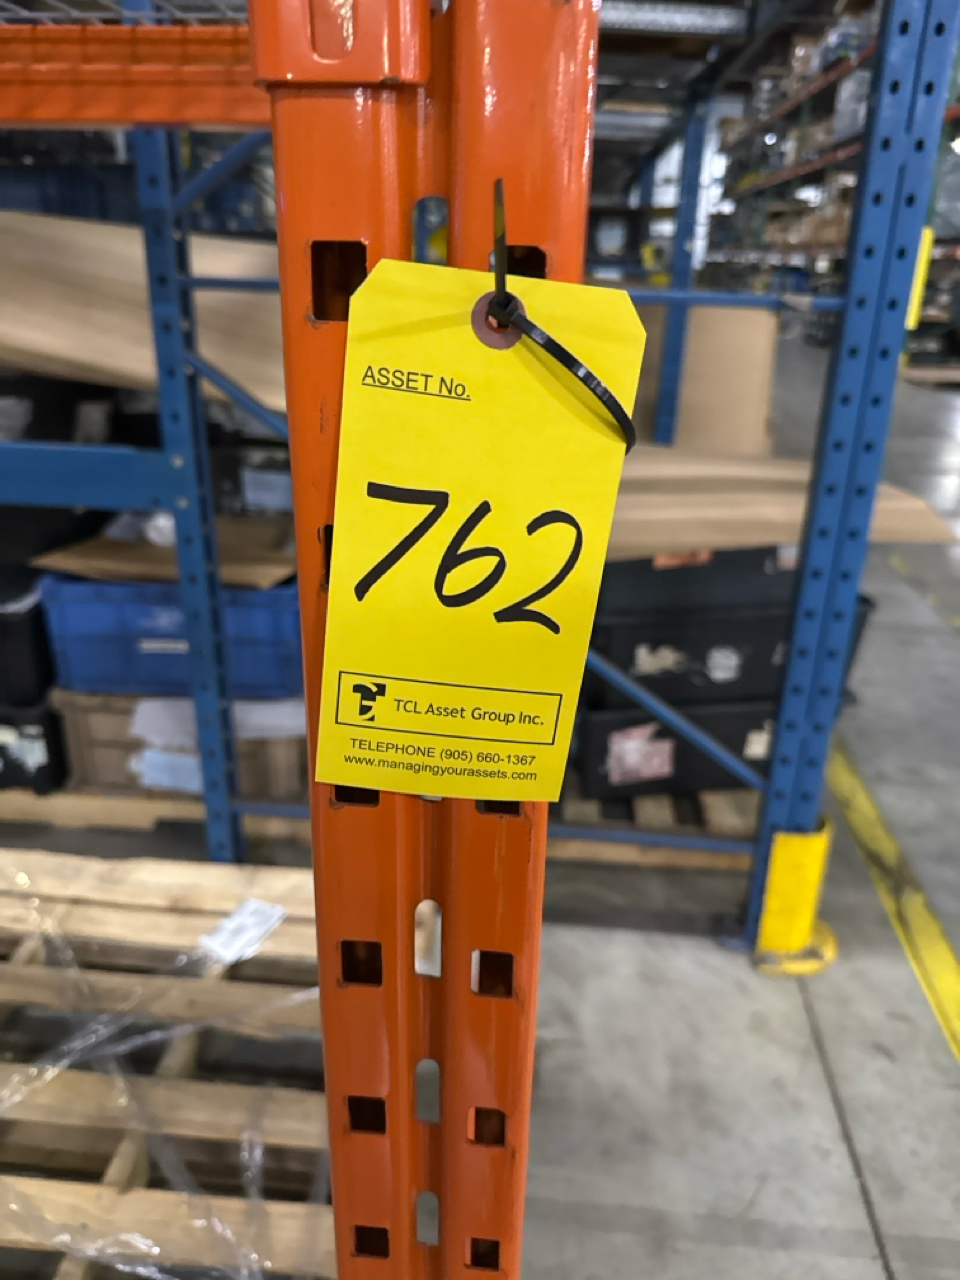 ASSET No.
762
TCL Asset Group Inc.
TELEPHONE (905) 660-1367
www.managingyourassets.com